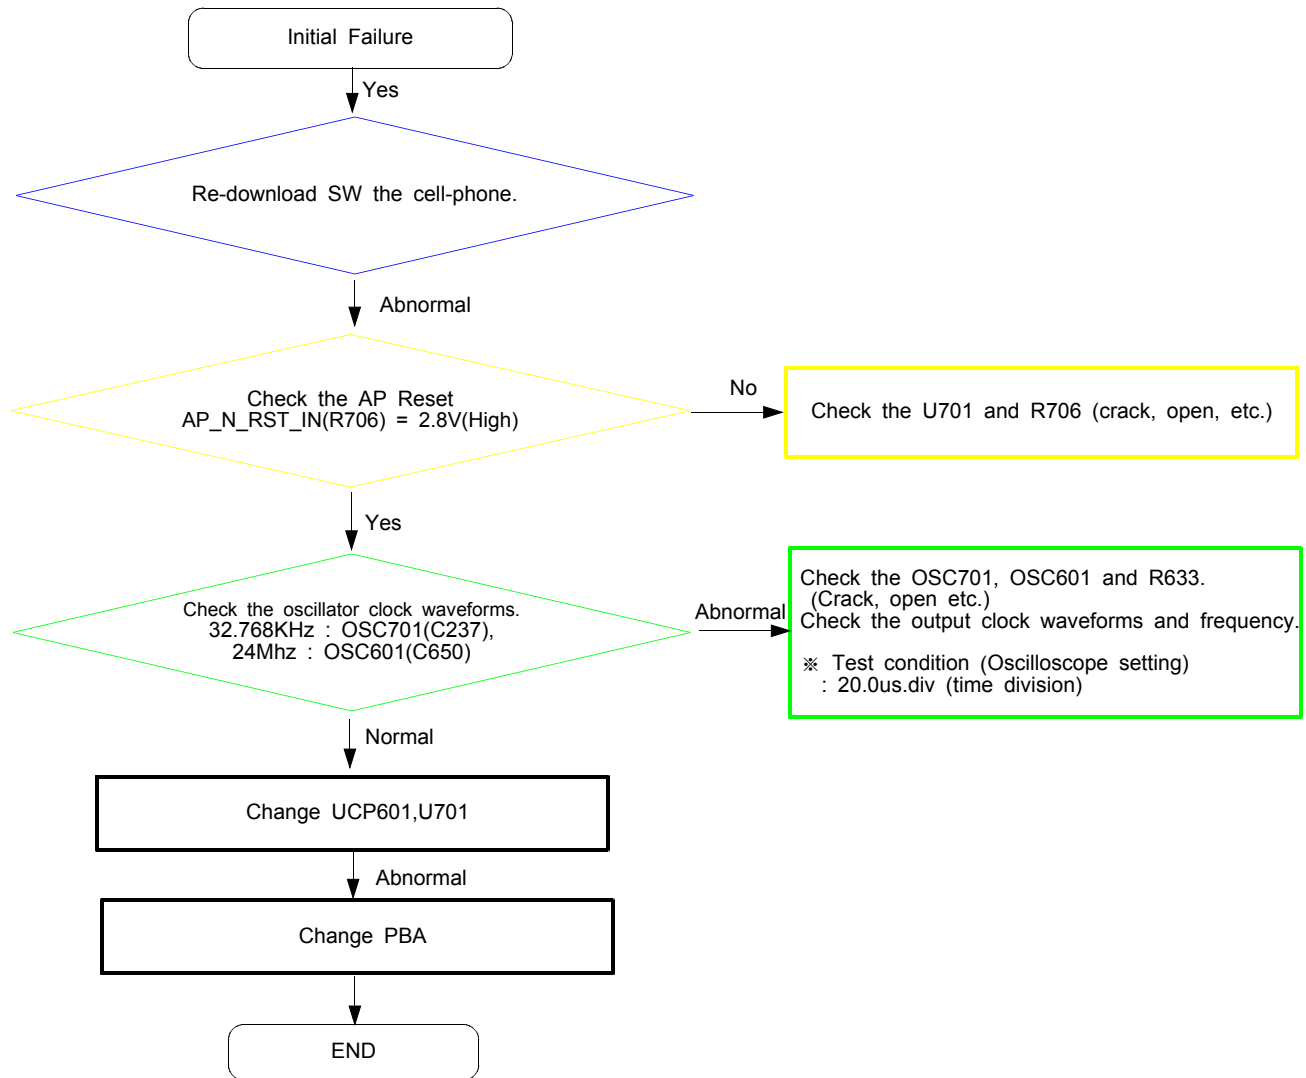 Initial Failure
Yes
Re-download SW the cell-phone.
Abnormal
Check the AP Reset
AP_N_RST_IN(R706) = 2.8V(High)
No
Check the U701 and R706 (crack, open, etc.)
Yes
Check the oscillator clock waveforms.
32.768KHz : OSC701(C237),
24Mhz : OSC601(C650)
Abnormal
Check the OSC701, OSC601 and R633.
(Crack, open etc.)
Check the output clock waveforms and frequency.
※ Test condition (Oscilloscope setting)
: 20.0us.div (time division)
Normal
Change UCP601,U701
Abnormal
Change PBA
END